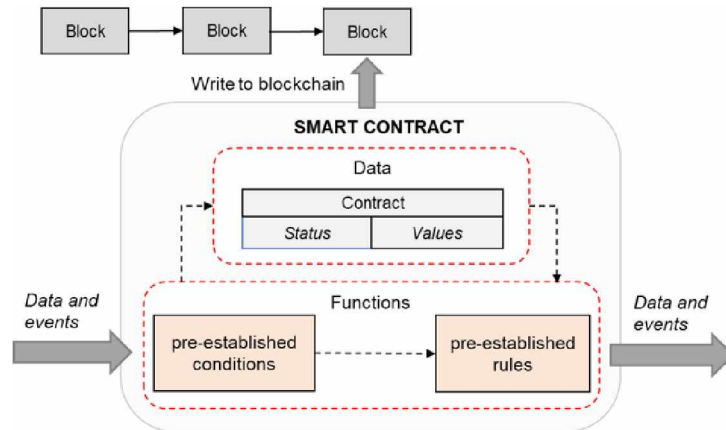 Block
Block
Block
Write to blockchain
SMART CONTRACT
Data
Contract
Status
Values
Data and
events
Functions
pre-established
conditions
pre-established
rules
Data and
events